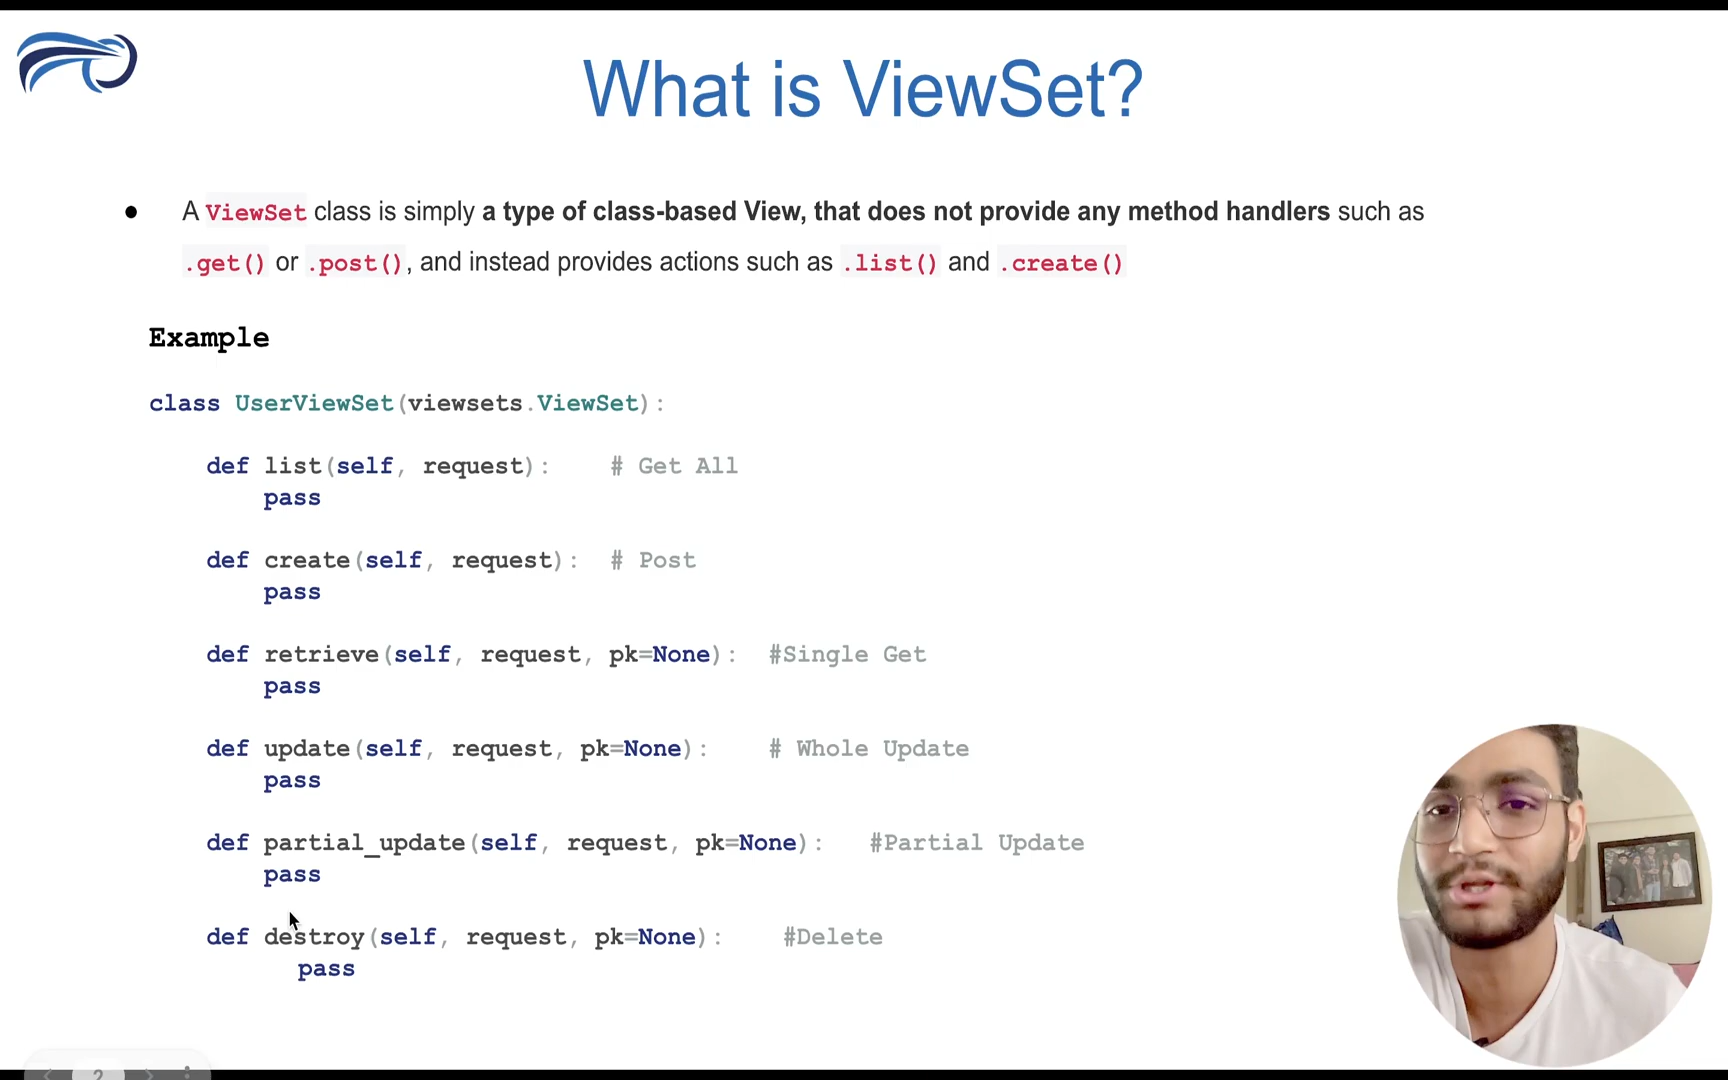 What is ViewSet?
● A ViewSet class is simply a type of class-based View, that does not provide any method handlers such as
.get() or .post(), and instead provides actions such as .list() and .create()
Example
class UserViewSet(viewsets.ViewSet):
def list(self, request): # Get All
pass
def create(self, request): # Post
pass
def retrieve(self, request, pk=None): #Single Get
pass
def update(self, request, pk=None): # Whole Update
pass
def partial_update(self, request, pk=None): #Partial Update
pass
def destroy(self, request, pk=None): #Delete
pass
2